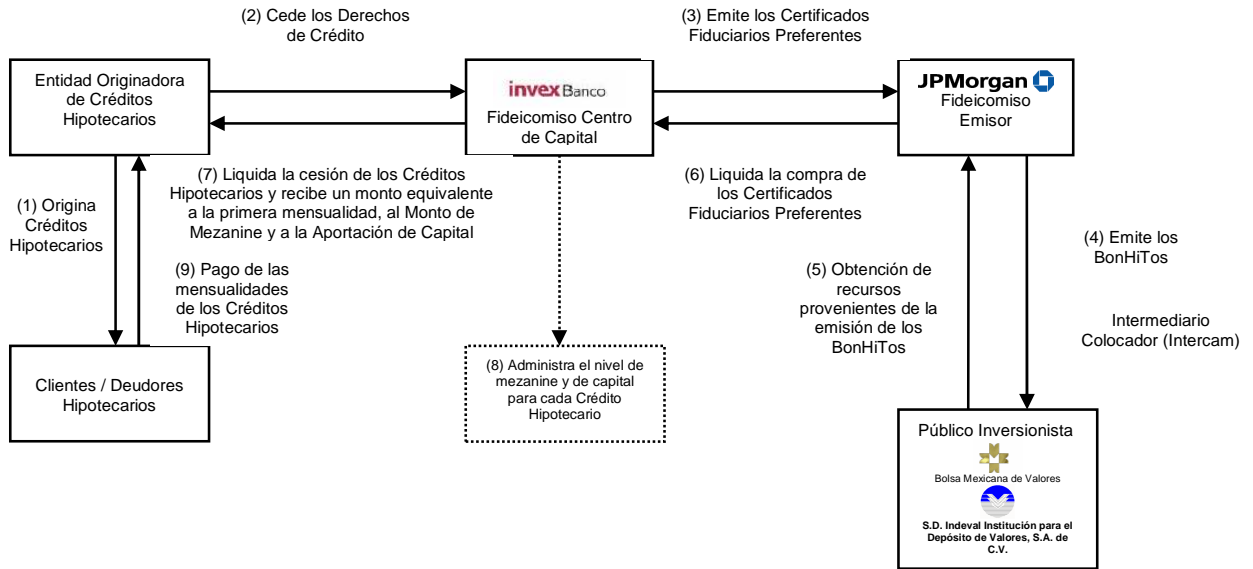 (2) Cede los Derechos
de Crédito
(3) Emite los Certificados
Fiduciarios Preferentes
Entidad Originadora
de Créditos
Hipotecarios
invex Banco
Fideicomiso Centro
de Capital
JPMorgan
Fideicomiso
Emisor
(1) Origina
Créditos
Hipotecarios
(7) Liquida la cesión de los Créditos
Hipotecarios y recibe un monto equivalente
a la primera mensualidad, al Monto de
Mezanine y a la Aportación de Capital
(6) Liquida la compra de
los Certificados
Fiduciarios Preferentes
(9) Pago de las
mensualidades
de los Créditos
Hipotecarios
(5) Obtención de
recursos
provenientes de la
emisión de los
BonHiTos
(4) Emite los
BonHiTos
Intermediario
Colocador (Intercam)
Clientes / Deudores
Hipotecarios
(8) Administra el nivel de
mezanine y de capital
para cada Crédito
Hipotecario
Público Inversionista
Bolsa Mexicana de Valores
S.D. Indeval Institución para el
Depósito de Valores, S.A. de
C.V.